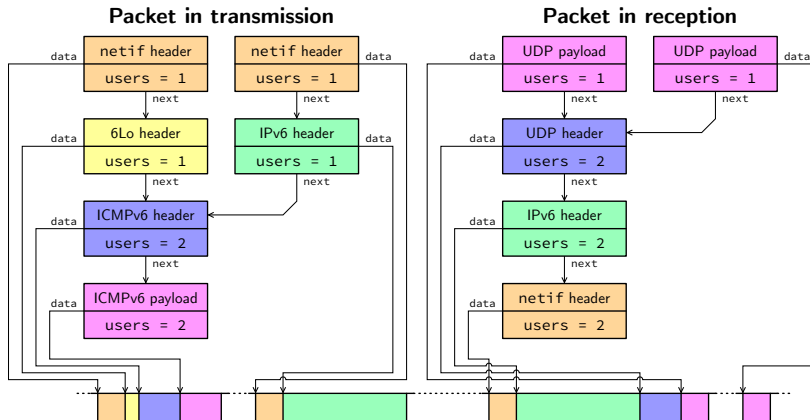 Packet in transmission
Packet in reception
data
netif header
users = 1
next
netif header
users = 1
next
data
data
6Lo header
users = 1
next
IPv6 header
users = 1
next
data
data
ICMPv6 header
users = 2
next
data
ICMPv6 payload
users = 2
data
UDP payload
users = 1
next
UDP payload
users = 1
next
data
data
UDP header
users = 2
next
data
IPv6 header
users = 2
next
data
netif header
users = 2